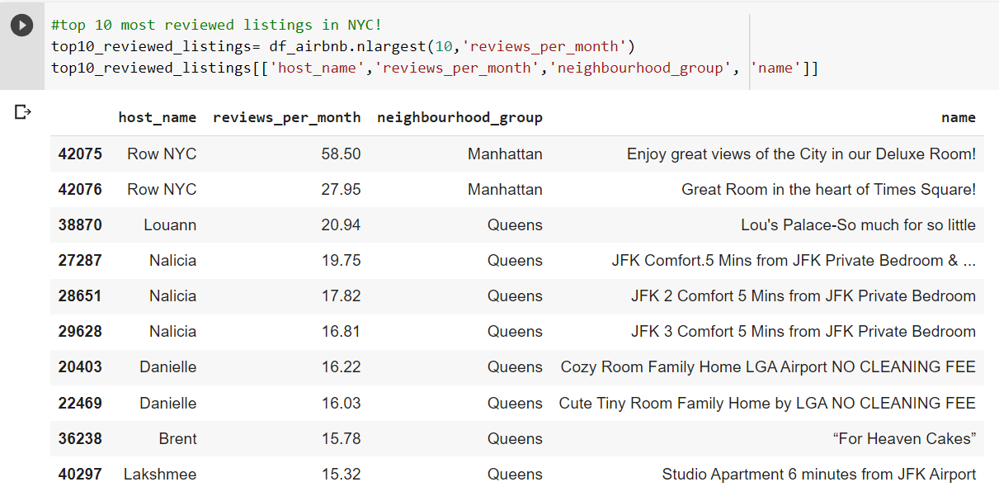 #top 10 most reviewed listings in NYC!
top10_reviewed_listings= df_airbnb.nlargest(10,'reviews_per_month')
top10_reviewed_listings[['host_name','reviews_per_month','neighbourhood_group', 'name']]
host_name reviews_per_month neighbourhood_group name
42075 Row NYC 58.50 Manhattan Enjoy great views of the City in our Deluxe Room!
42076 Row NYC 27.95 Manhattan Great Room in the heart of Times Square!
38870 Louann 20.94 Queens Lou's Palace-So much for so little
27287 Nalicia 19.75 Queens JFK Comfort.5 Mins from JFK Private Bedroom & ...
28651 Nalicia 17.82 Queens JFK 2 Comfort 5 Mins from JFK Private Bedroom
29628 Nalicia 16.81 Queens JFK 3 Comfort 5 Mins from JFK Private Bedroom
20403 Danielle 16.22 Queens Cozy Room Family Home LGA Airport NO CLEANING FEE
22469 Danielle 16.03 Queens Cute Tiny Room Family Home by LGA NO CLEANING FEE
36238 Brent 15.78 Queens “For Heaven Cakes”
40297 Lakshmee 15.32 Queens Studio Apartment 6 minutes from JFK Airport